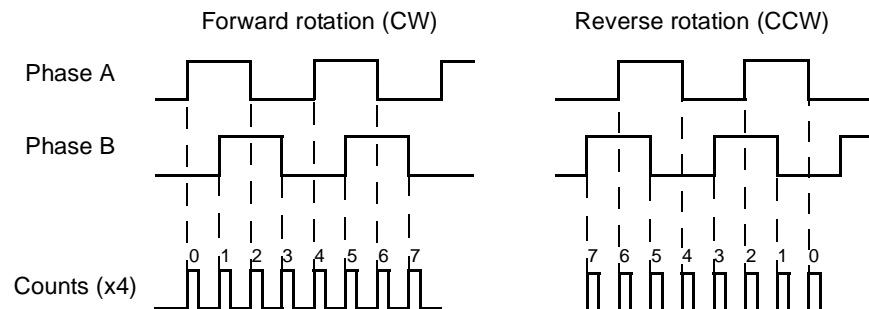 Forward rotation (CW)
Reverse rotation (CCW)
Phase A
Phase B
0 1 2 3 4 5 6 7
7 6 5 4 3 2 1 0
Counts (x4)